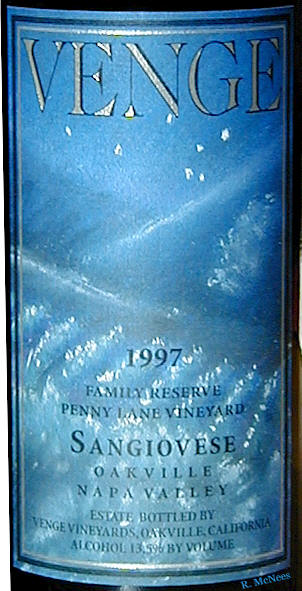 VENGE
1997
FAMILY RESERVE
PENNY LANE VINEYARD
SANGIOVESE
OAKVILLE
NAPA VALLEY
ESTATE BOTTLED BY
VENGE VINEYARDS, OAKVILLE, CALIFORNIA
ALCOHOL 13.5% BY VOLUME
R. McNees